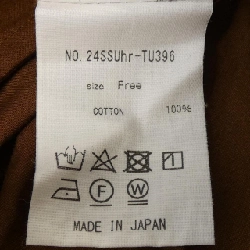 NO. 24SSUhr-TU396
size Free
COTTON 100%
F W
MADE IN JAPAN